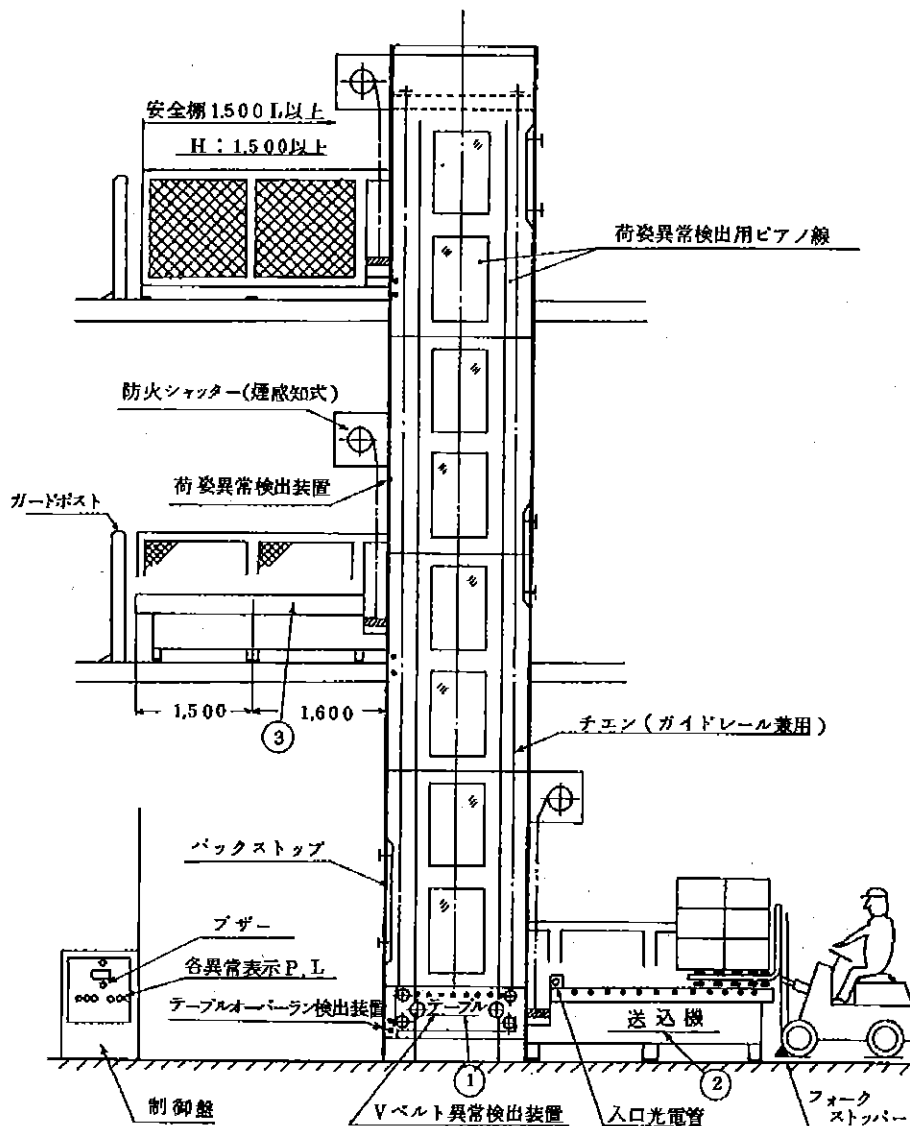 安全棚1.500L以上
H：1.500以上
荷姿異常検出用ピアノ線
防火シャッター(煙感知式)
荷姿異常検出装置
ガードポスト
1,500
1,600
③
チエン(ガイドレール兼用)
バックストップ
ブザー
各異常表示P,L
テーブルオーバーラン検出装置
テーブル
送込機
①
②
制御盤
Vベルト異常検出装置
入口光電管
フォーク
ストッパー